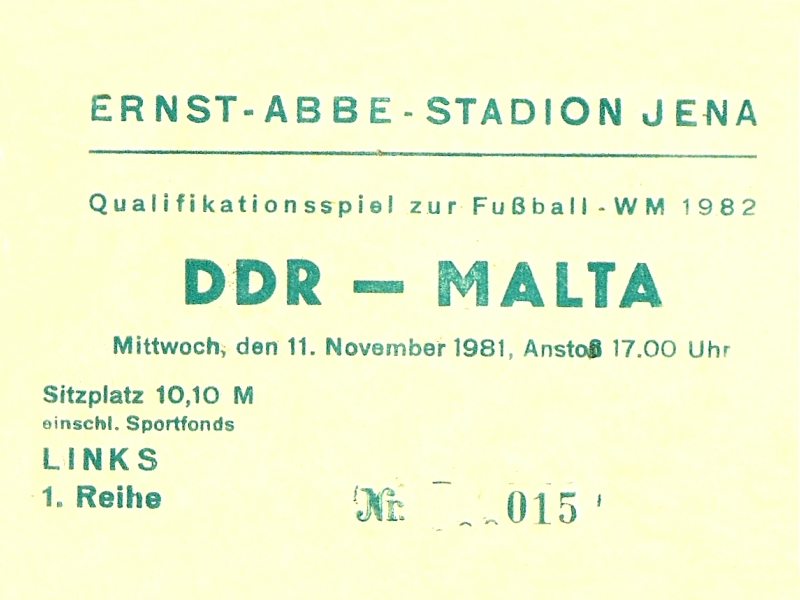 ERNST-ABBE-STADION JENA
Qualifikationsspiel zur Fußball-WM 1982
DDR — MALTA
Mittwoch, den 11. November 1981, Anstoß 17.00 Uhr
Sitzplatz 10,10 M
einschl. Sportfonds
LINKS
1. Reihe
Nr. 015